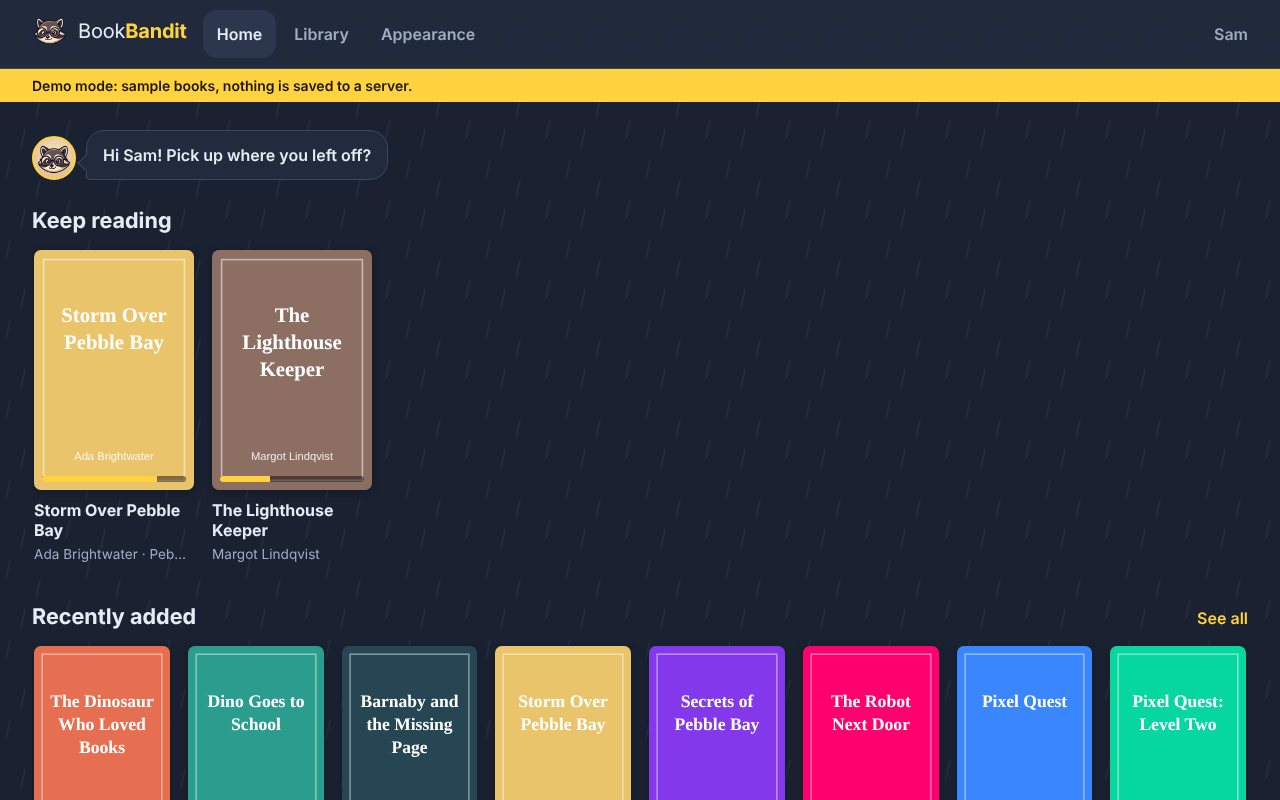 BookBandit
Home
Library
Appearance
Sam
Demo mode: sample books, nothing is saved to a server.
Hi Sam! Pick up where you left off?
Keep reading
Storm Over
Pebble Bay
Ada Brightwater
The
Lighthouse
Keeper
Margot Lindqvist
Storm Over Pebble
Bay
Ada Brightwater · Peb...
The Lighthouse
Keeper
Margot Lindqvist
Recently added
See all
The Dinosaur
Who Loved
Books
Dino Goes to
School
Barnaby and
the Missing
Page
Storm Over
Pebble Bay
Secrets of
Pebble Bay
The Robot
Next Door
Pixel Quest
Pixel Quest:
Level Two